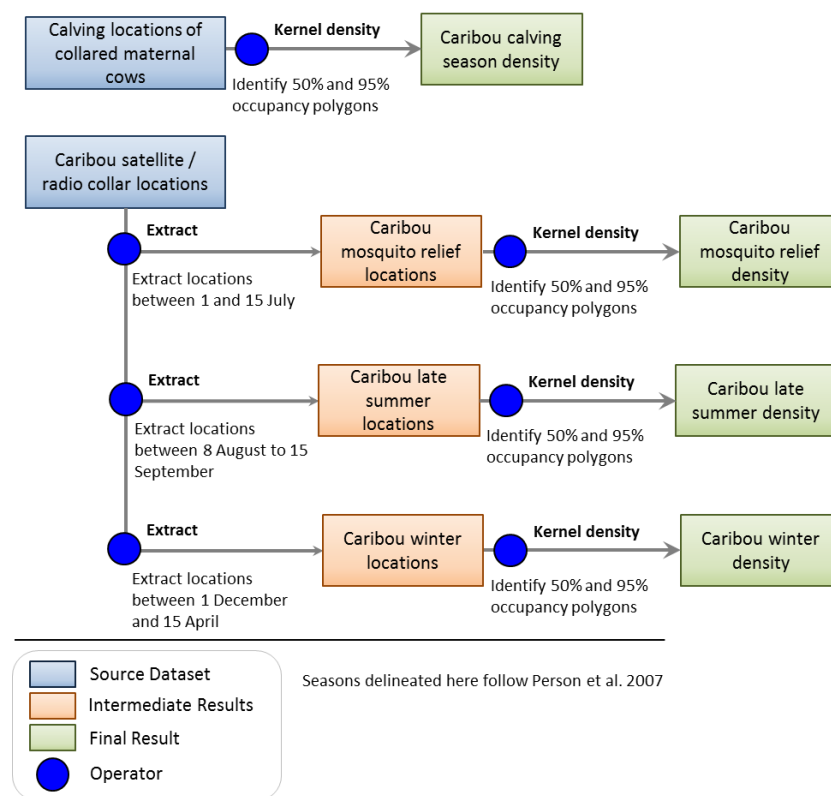 Calving locations of
collared maternal
cows
Kernel density
Identify 50% and 95%
occupancy polygons
Caribou calving
season density
Caribou satellite /
radio collar locations
Extract
Extract locations
between 1 and 15 July
Caribou
mosquito relief
locations
Kernel density
Identify 50% and 95%
occupancy polygons
Caribou
mosquito relief
density
Extract
Extract locations
between 8 August to 15
September
Caribou late
summer
locations
Kernel density
Identify 50% and 95%
occupancy polygons
Caribou late
summer density
Extract
Extract locations
between 1 December
and 15 April
Caribou winter
locations
Kernel density
Identify 50% and 95%
occupancy polygons
Caribou winter
density
Source Dataset
Intermediate Results
Final Result
Operator
Seasons delineated here follow Person et al. 2007